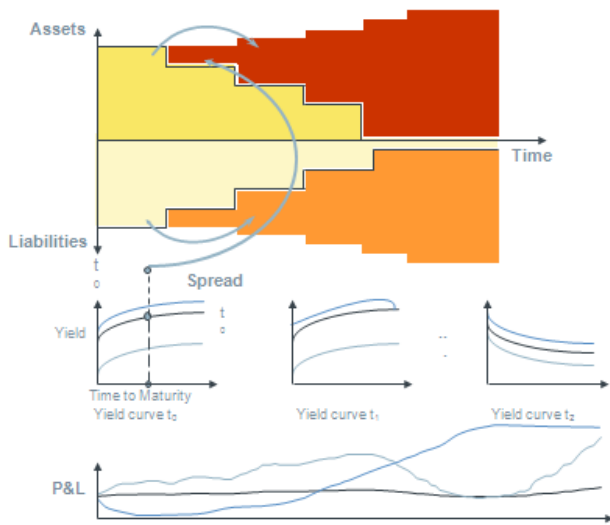 Assets
Time
Liabilities
t
0
Spread
Yield
t
0
.. .
Time to Maturity
Yield curve t₀
Yield curve t₁
Yield curve t₂
P&L